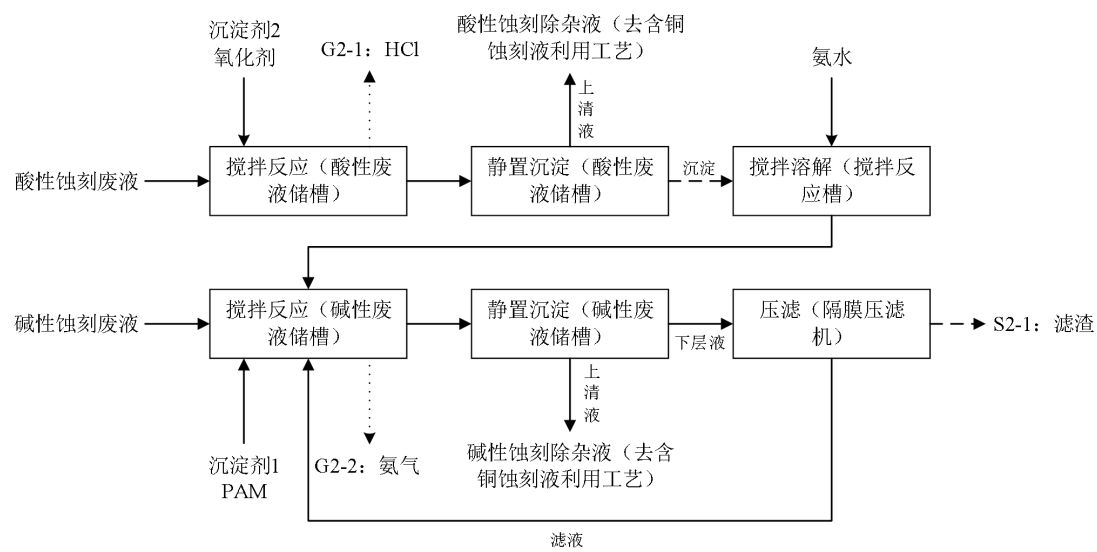 沉淀剂2
氧化剂
G2-1：HCl
酸性蚀刻除杂液（去含铜
蚀刻液利用工艺）
氨水
上
清
液
酸性蚀刻废液
搅拌反应（酸性废
液储槽）
静置沉淀（酸性废
液储槽）
沉淀
搅拌溶解（搅拌反
应槽）
碱性蚀刻废液
搅拌反应（碱性废
液储槽）
静置沉淀（碱性废
液储槽）
下层液
压滤（隔膜压滤
机）
S2-1：滤渣
上
清
液
沉淀剂1
PAM
G2-2：氨气
碱性蚀刻除杂液（去含
铜蚀刻液利用工艺）
滤液